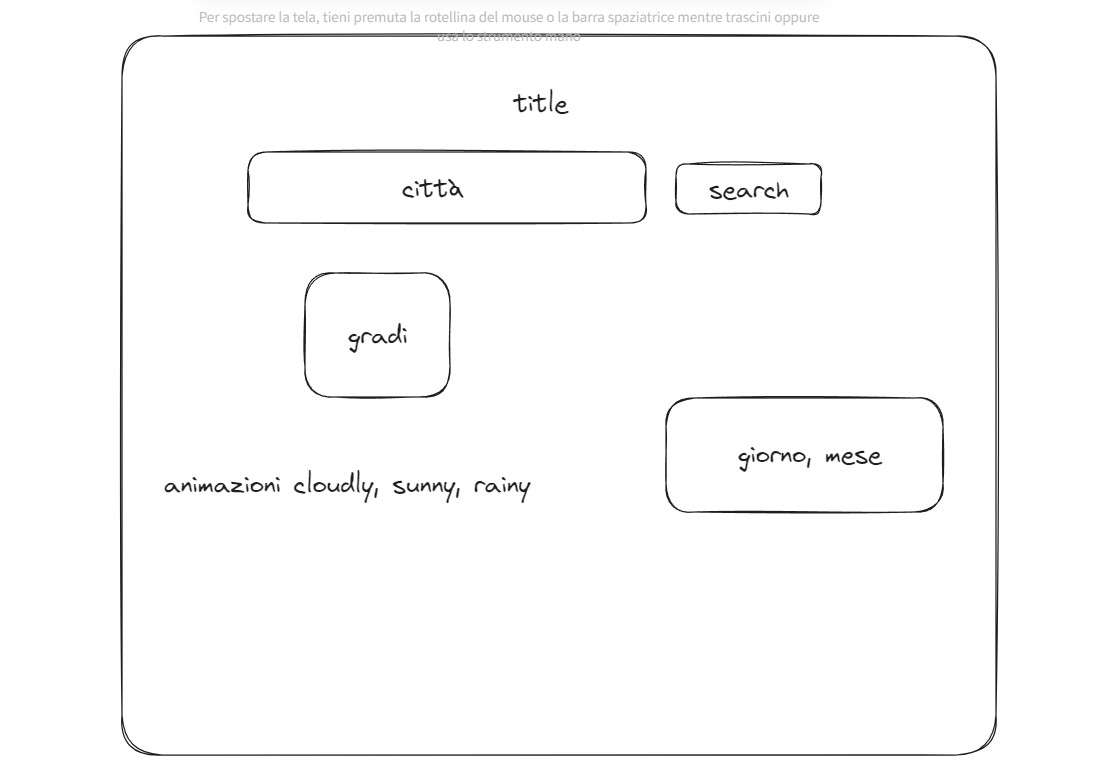 Per spostare la tela, tieni premuta la rotellina del mouse o la barra spaziatrice mentre trascini oppure
usa lo strumento mano
title
città
search
gradi
giorno, mese
animazioni cloudly, sunny, rainy